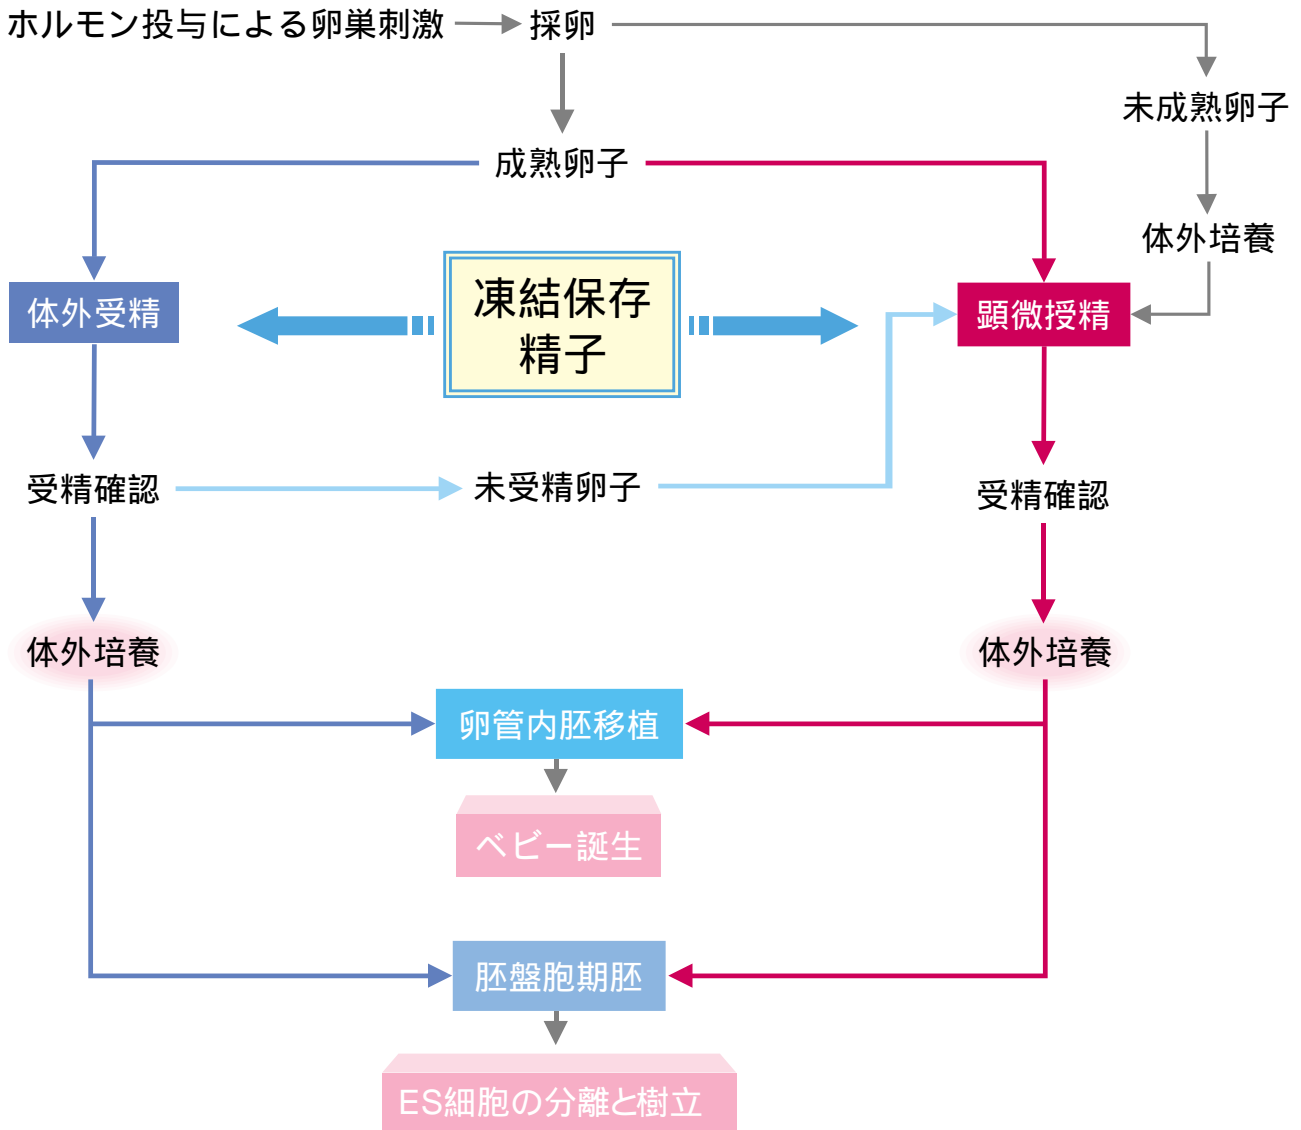 ホルモン投与による卵巣刺激
採卵
未成熟卵子
成熟卵子
体外培養
体外受精
凍結保存
精子
顕微授精
受精確認
未受精卵子
受精確認
体外培養
体外培養
卵管内胚移植
ベビー誕生
胚盤胞期胚
ES細胞の分離と樹立